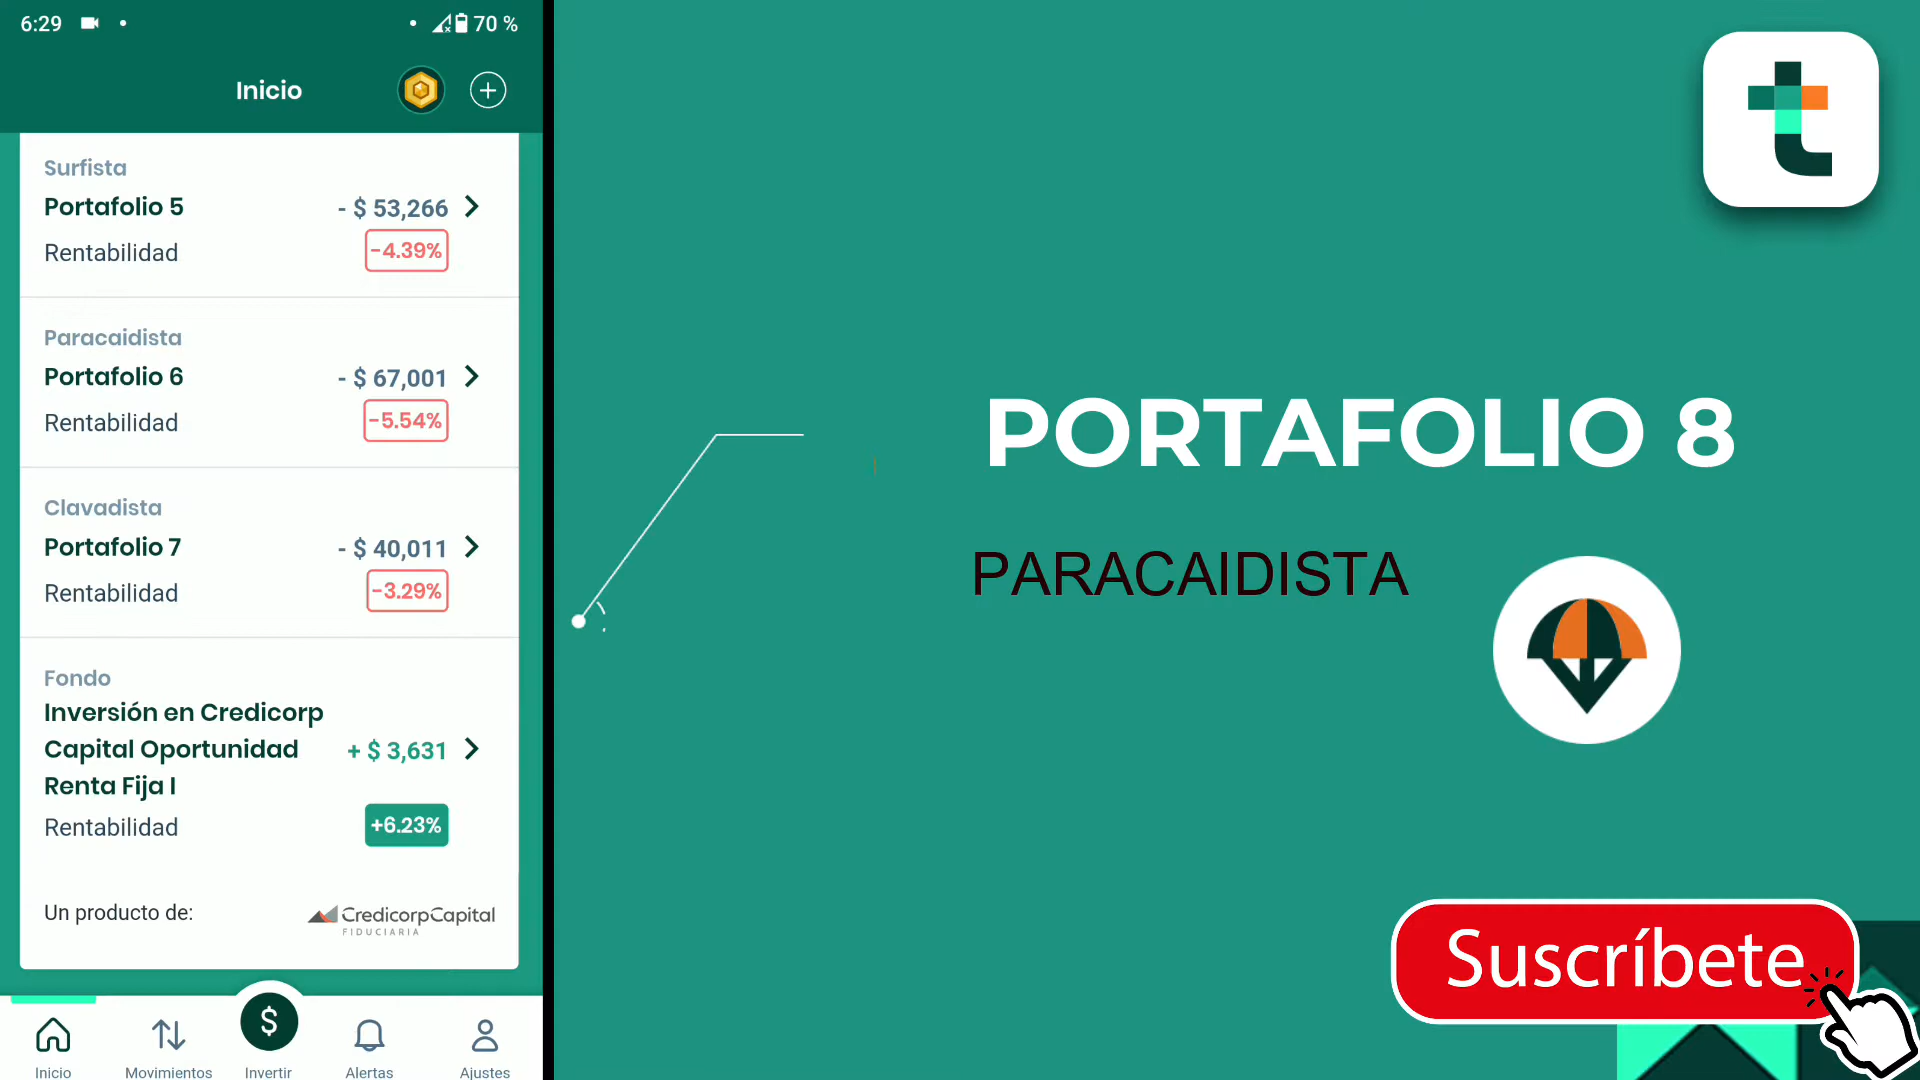 6:29
70 %
Inicio
Surfista
Portafolio 5
- $ 53,266
Rentabilidad
-4.39%
Paracaidista
Portafolio 6
- $ 67,001
Rentabilidad
-5.54%
Clavadista
Portafolio 7
- $ 40,011
Rentabilidad
-3.29%
Fondo
Inversión en Credicorp
Capital Oportunidad
Renta Fija I
+ $ 3,631
Rentabilidad
+6.23%
Un producto de:
CredicorpCapital
FIDUCIARIA
$
Inicio
Movimientos
Invertir
Alertas
Ajustes
t
PORTAFOLIO 8
PARACAIDISTA
Suscríbete